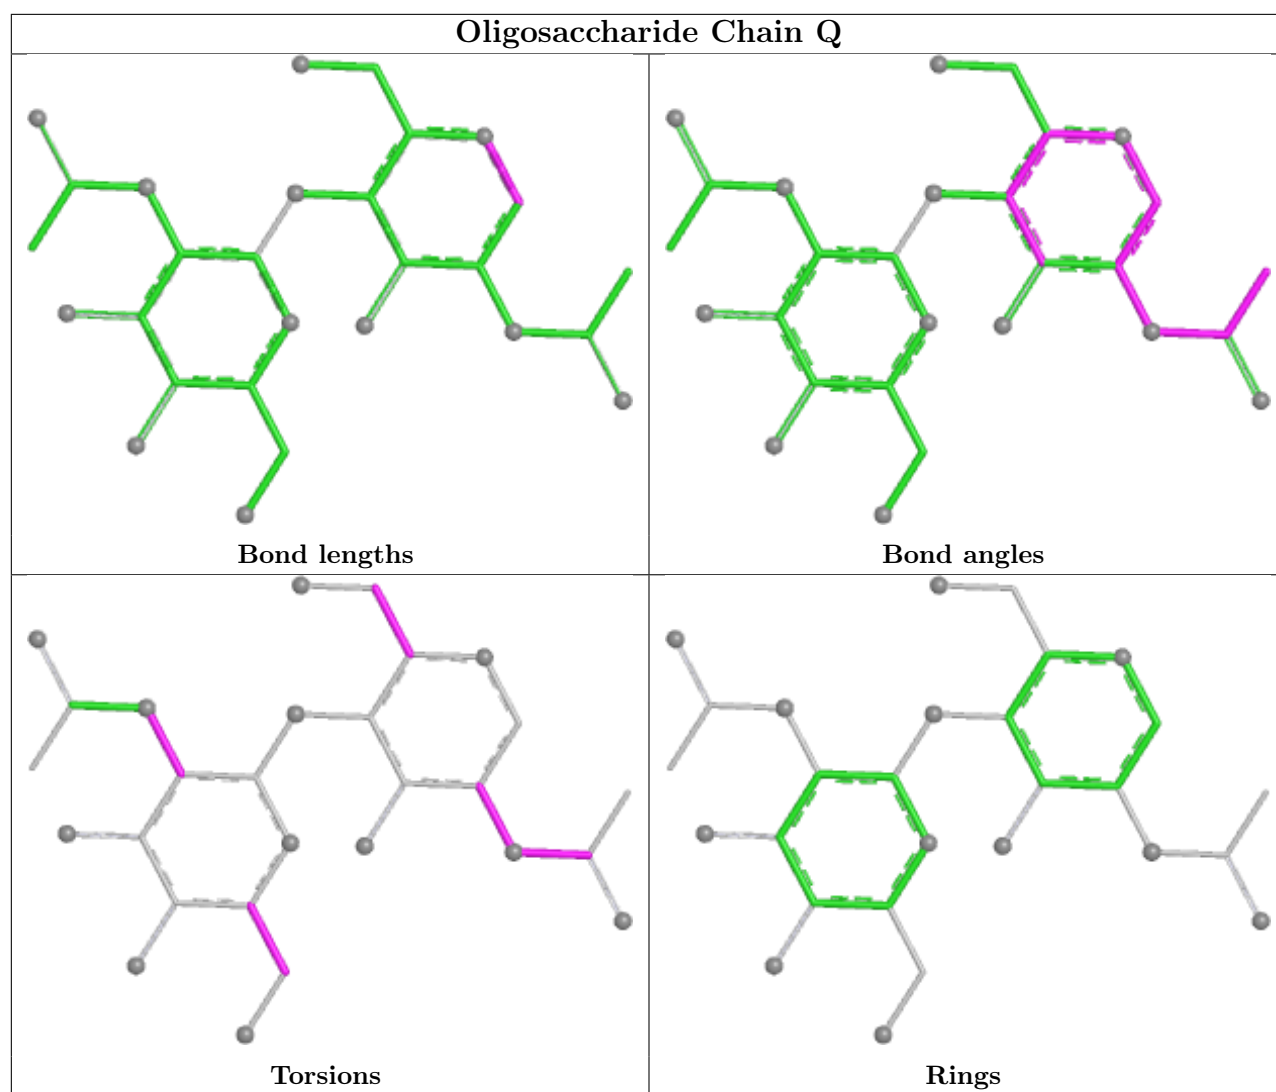 Oligosaccharide Chain Q
Bond lengths
Bond angles
Torsions
Rings